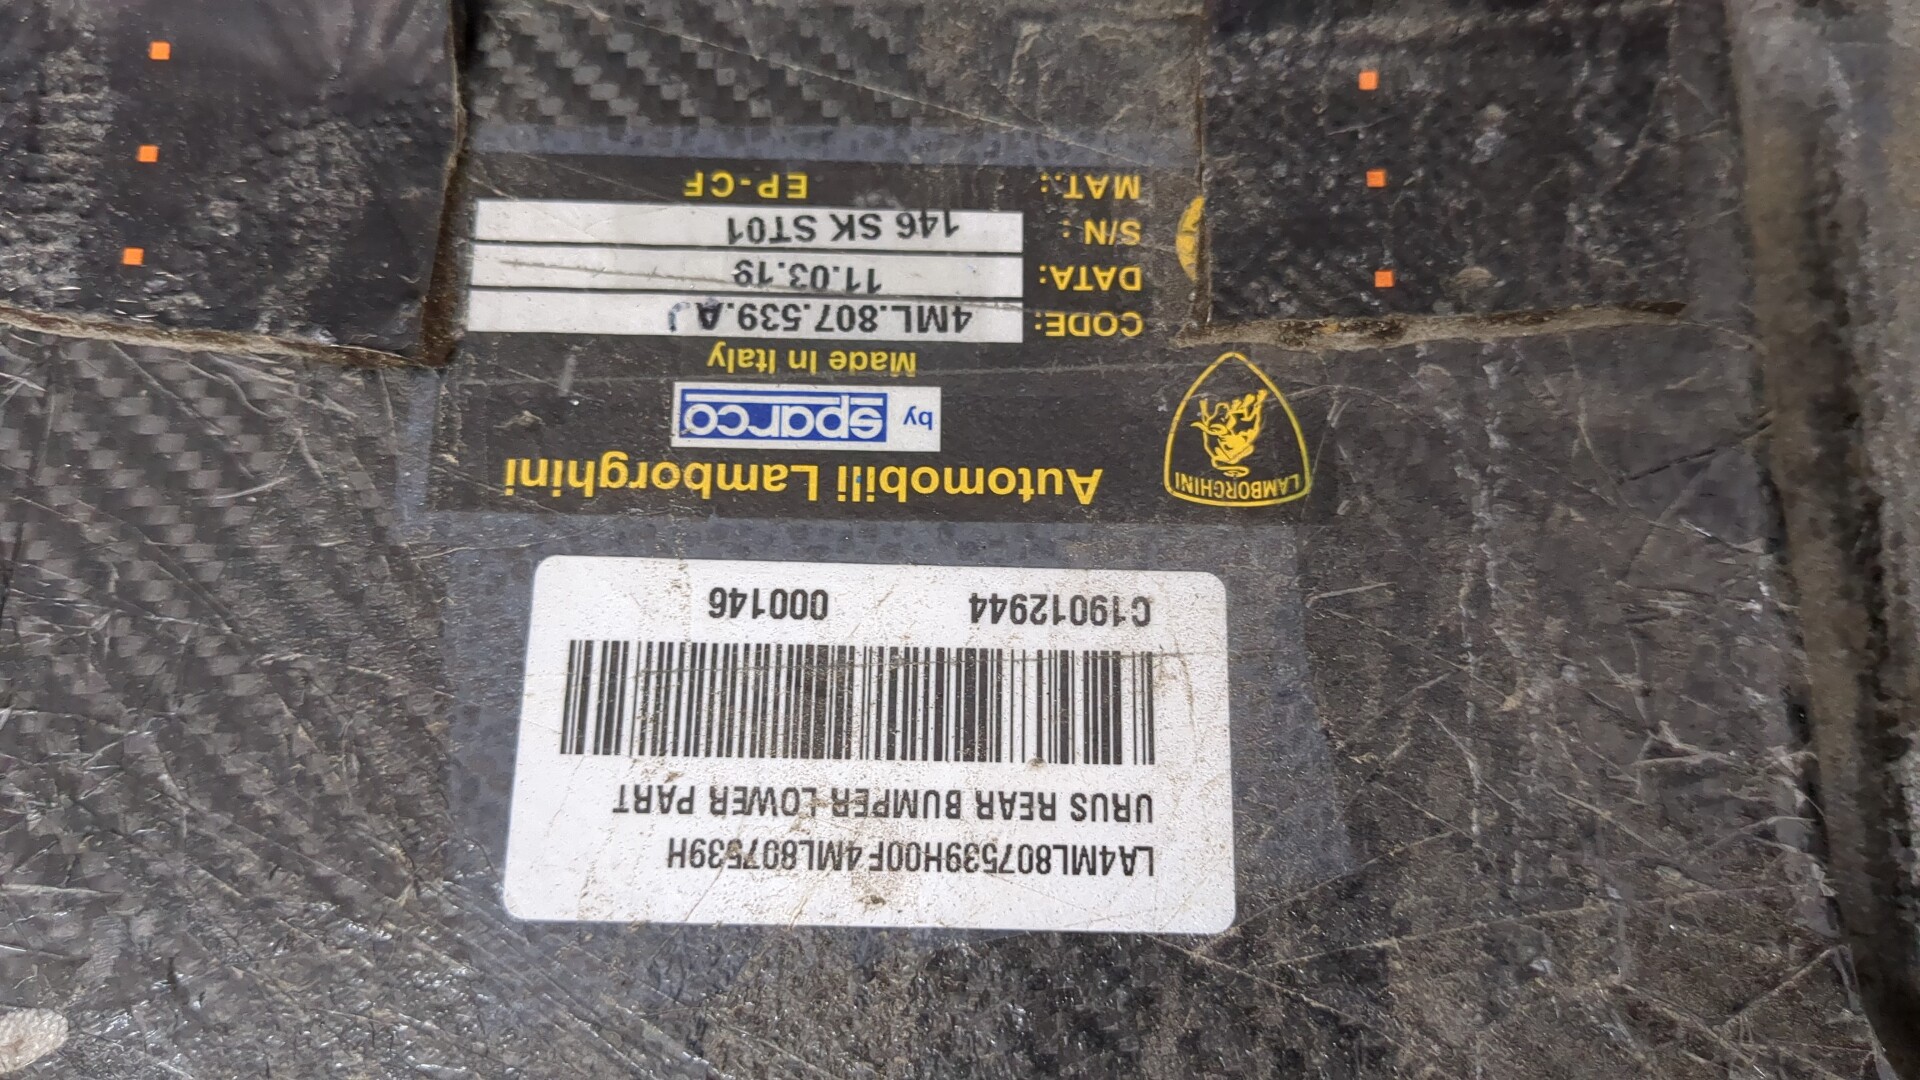 LA4ML807539H00F4ML807539H
URUS REAR BUMPER LOWER PART
C19012944 000146
LAMBORGHINI
Automobili Lamborghini
by sparco
Made in Italy
CODE: 4ML.807.539.AJ
DATA: 11.03.19
S/N: 146 SK ST01
MAT.: EP-CF